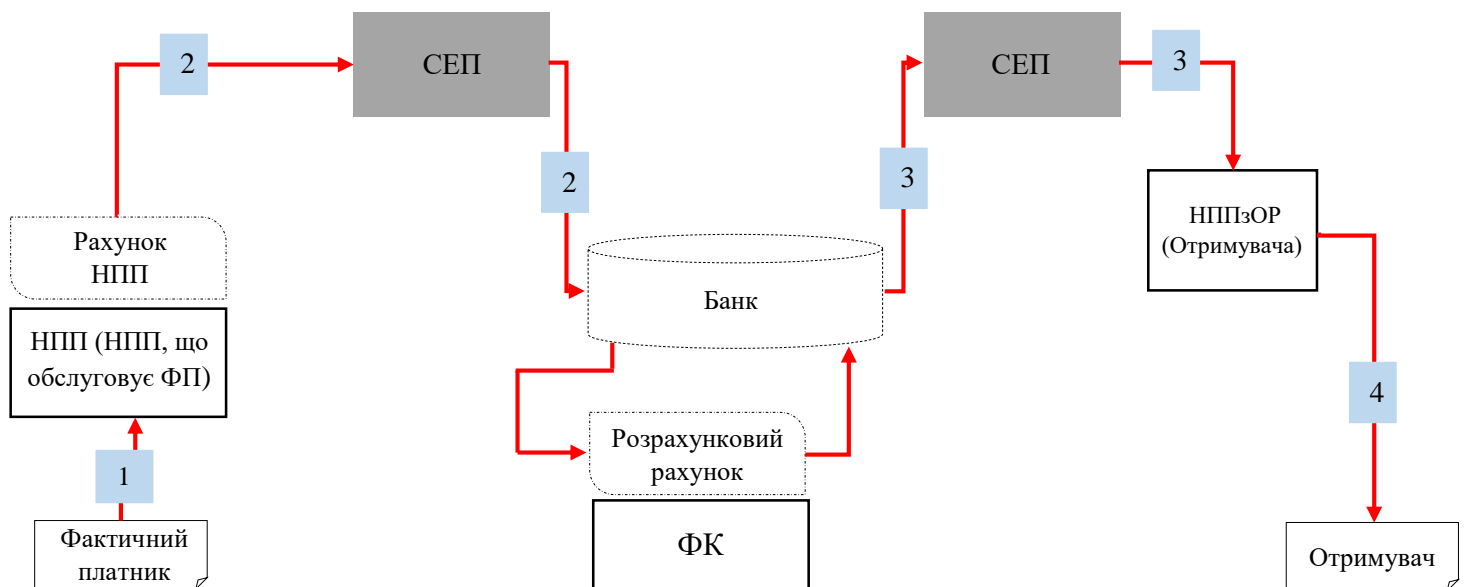 2
СЕП
СЕП
3
2
3
Рахунок
НПП
НППзОР
(Отримувача)
Банк
НПП (НПП, що
обслуговує ФП)
4
Розрахунковий
рахунок
1
Фактичний
платник
ФК
Отримувач